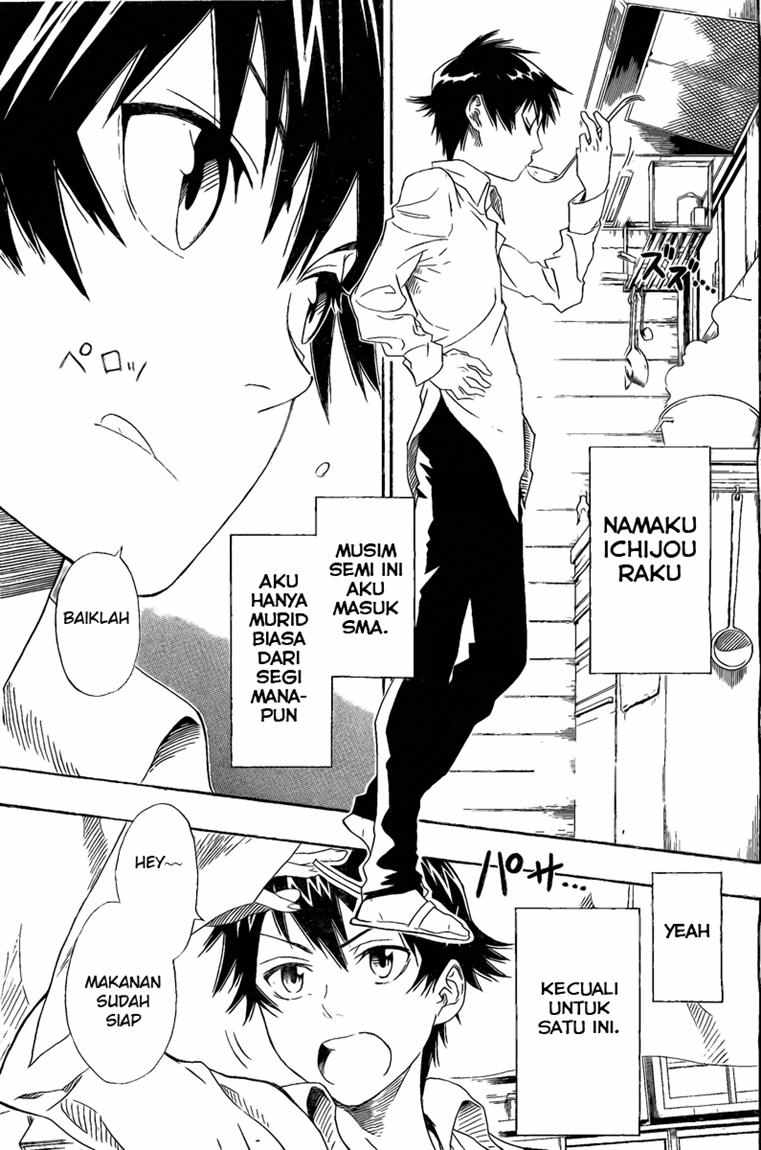 ズズ…
NAMAKU
ICHIJOU
RAKU
MUSIM
SEMI INI
AKU
MASUK
SMA.
AKU
HANYA
MURID
BIASA
DARI
SEGI
MANA-
PUN
ペロッ
BAIKLAH
YEAH
KECUALI
UNTUK
SATU INI.
パサ…
HEY~~
MAKANAN
SUDAH
SIAP